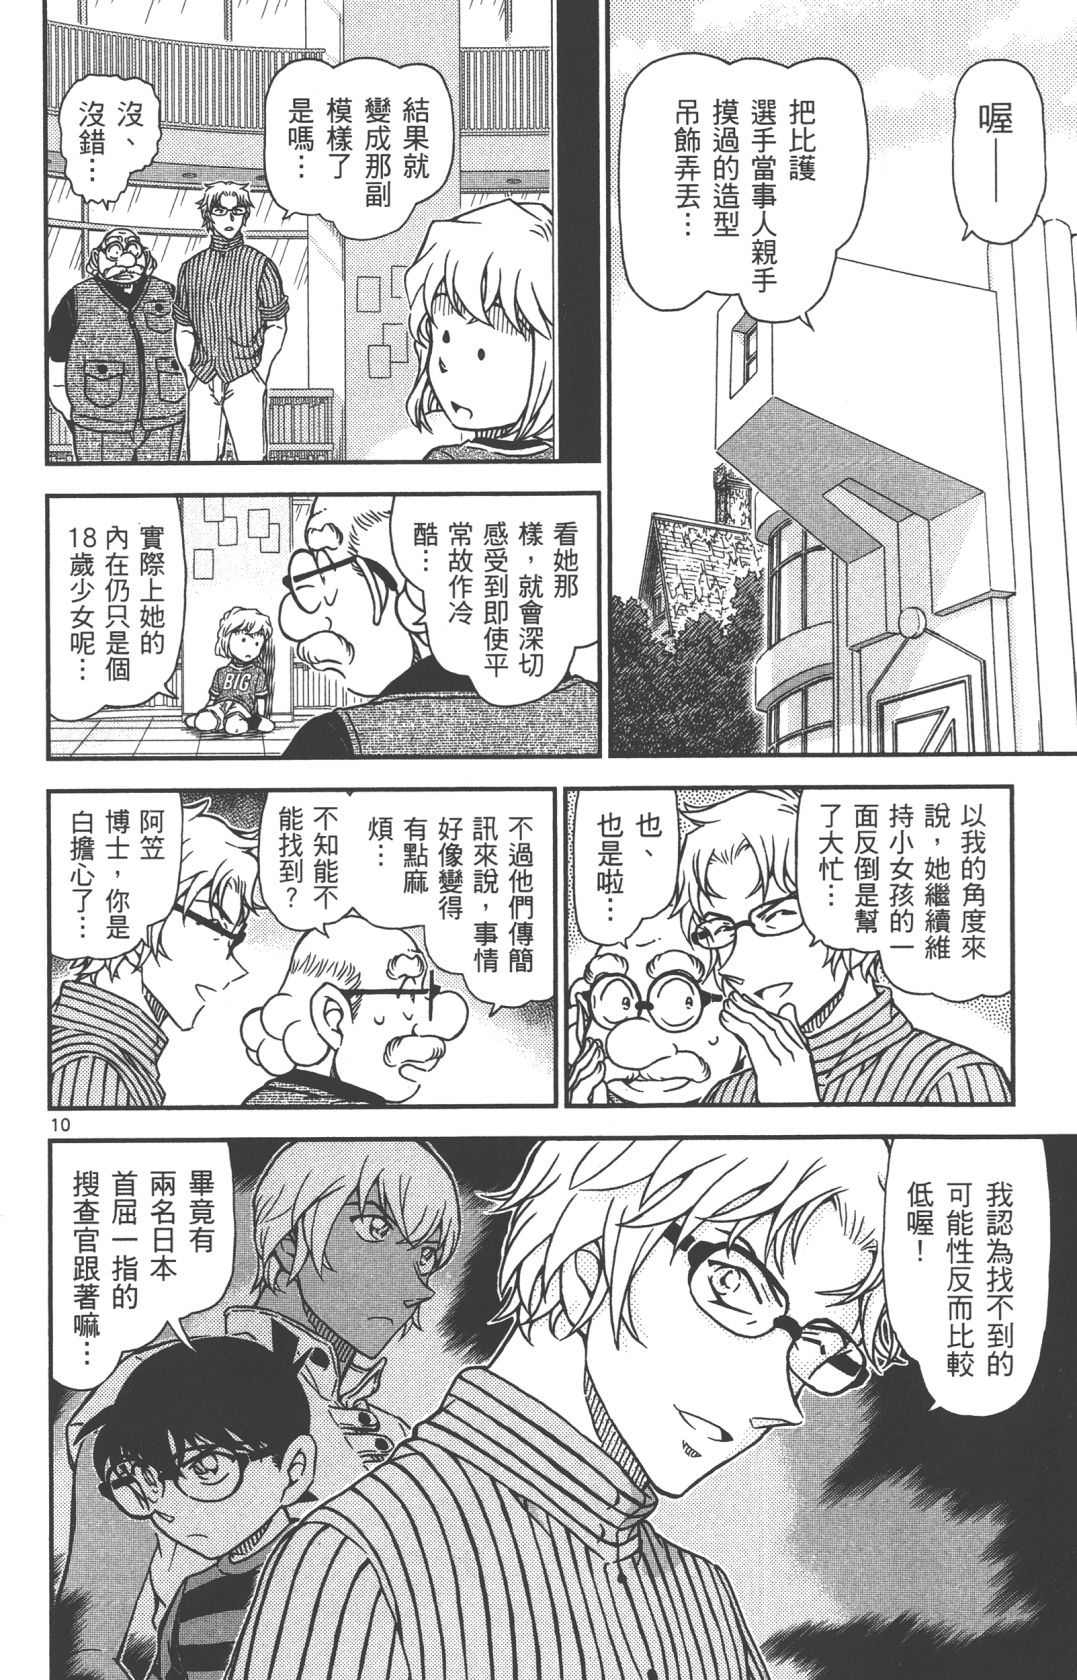 喔——
把比護
選手當事人親手
摸過的造型
吊飾弄丟…
結果就
變成那副
模樣了
是嗎…
沒、
沒錯…
看她那
樣，就會深切
感受到即使平
常故作冷
酷…
實際上她的
內在仍只是個
18歲少女呢…
BIG
以我的角度來
說，她繼續維
持小女孩的一
面反倒是幫
了大忙…
也、
也是啦…
不過他們傳簡
訊來說，事情
好像變得
有點麻
煩…
不知能不
能找到？
阿笠
博士，你是
白擔心了…
10
我認為找不到的
可能性反而比較
低喔！
畢竟有
兩名日本
首屈一指的
搜查官跟著嘛…